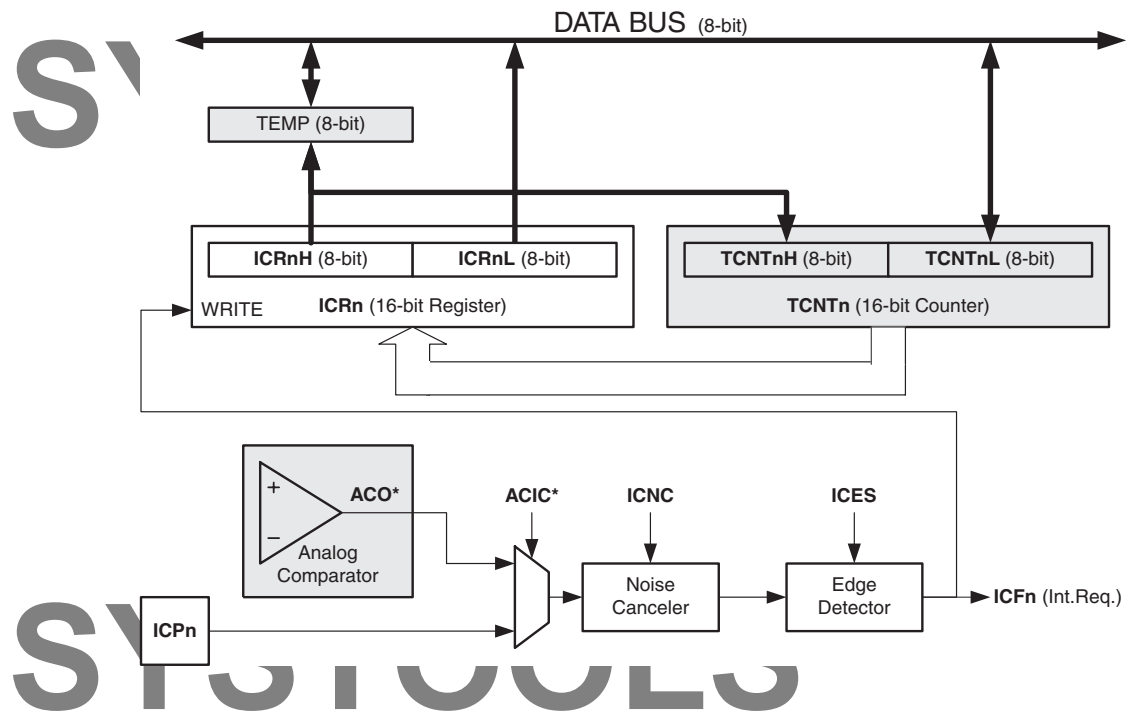 DATA BUS (8-bit)
SY
TEMP (8-bit)
ICRnH (8-bit) ICRnL (8-bit) TCNTnH (8-bit) TCNTnL (8-bit)
WRITE ICRn (16-bit Register) TCNTn (16-bit Counter)
+ ACO* ACIC* ICNC ICES
−
Analog
Comparator
Noise
Canceler
Edge
Detector
ICFn (Int.Req.)
ICPn
SYSTOOLS